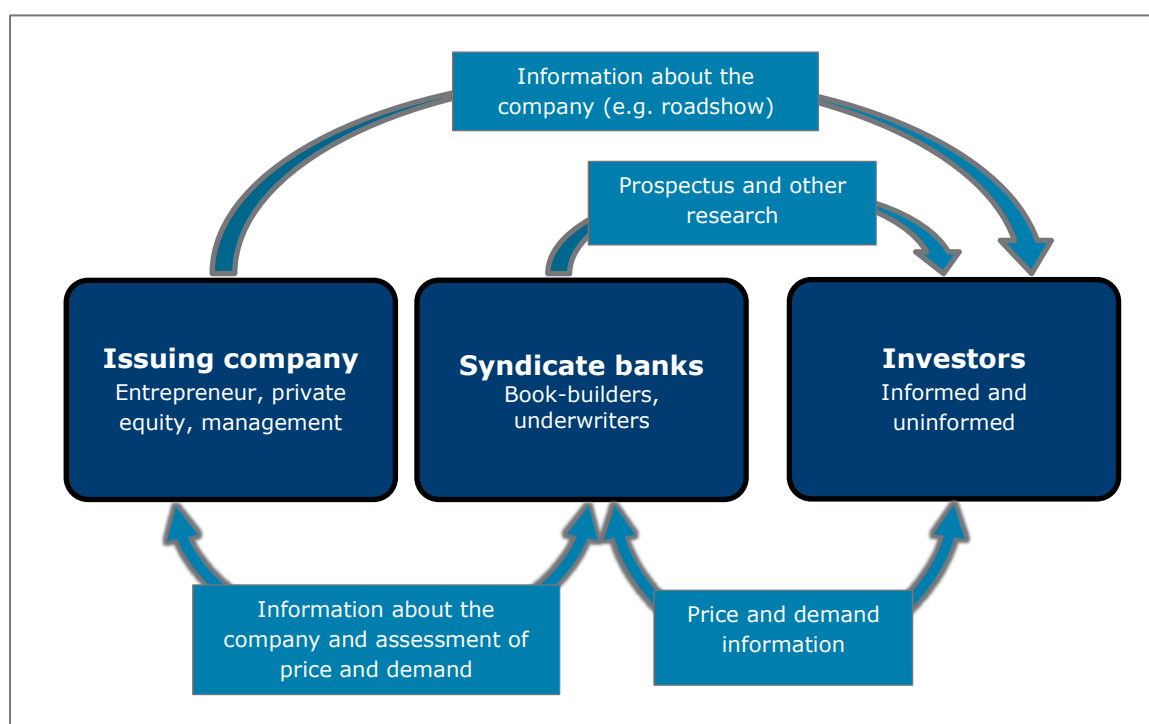 Information about the
company (e.g. roadshow)
Prospectus and other
research
Issuing company
Entrepreneur, private
equity, management
Syndicate banks
Book-builders,
underwriters
Investors
Informed and
uninformed
Information about the
company and assessment of
price and demand
Price and demand
information